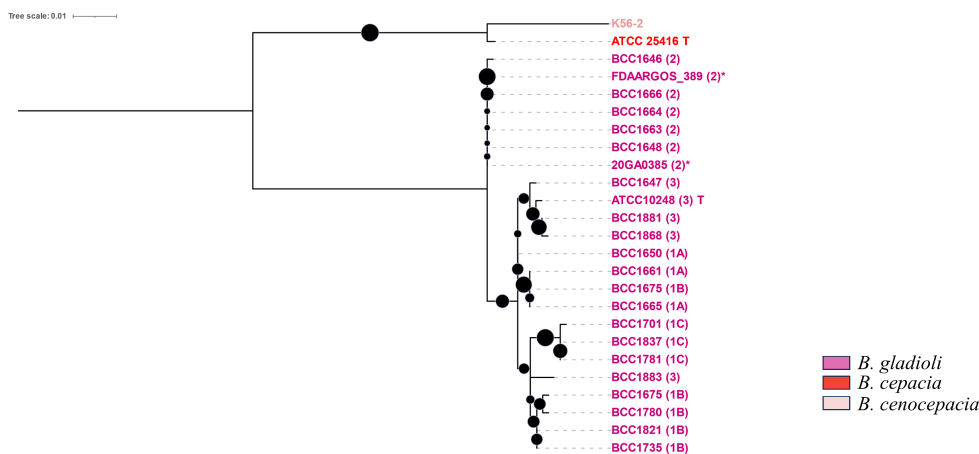 Tree scale: 0.01
K56-2
ATCC 25416 T
BCC1646 (2)
FDAARGOS_389 (2)*
BCC1666 (2)
BCC1664 (2)
BCC1663 (2)
BCC1648 (2)
20GA0385 (2)*
BCC1647 (3)
ATCC10248 (3) T
BCC1881 (3)
BCC1868 (3)
BCC1650 (1A)
BCC1661 (1A)
BCC1675 (1B)
BCC1665 (1A)
BCC1701 (1C)
BCC1837 (1C)
BCC1781 (1C)
BCC1883 (3)
BCC1675 (1B)
BCC1780 (1B)
BCC1821 (1B)
BCC1735 (1B)
B. gladioli
B. cepacia
B. cenocepacia